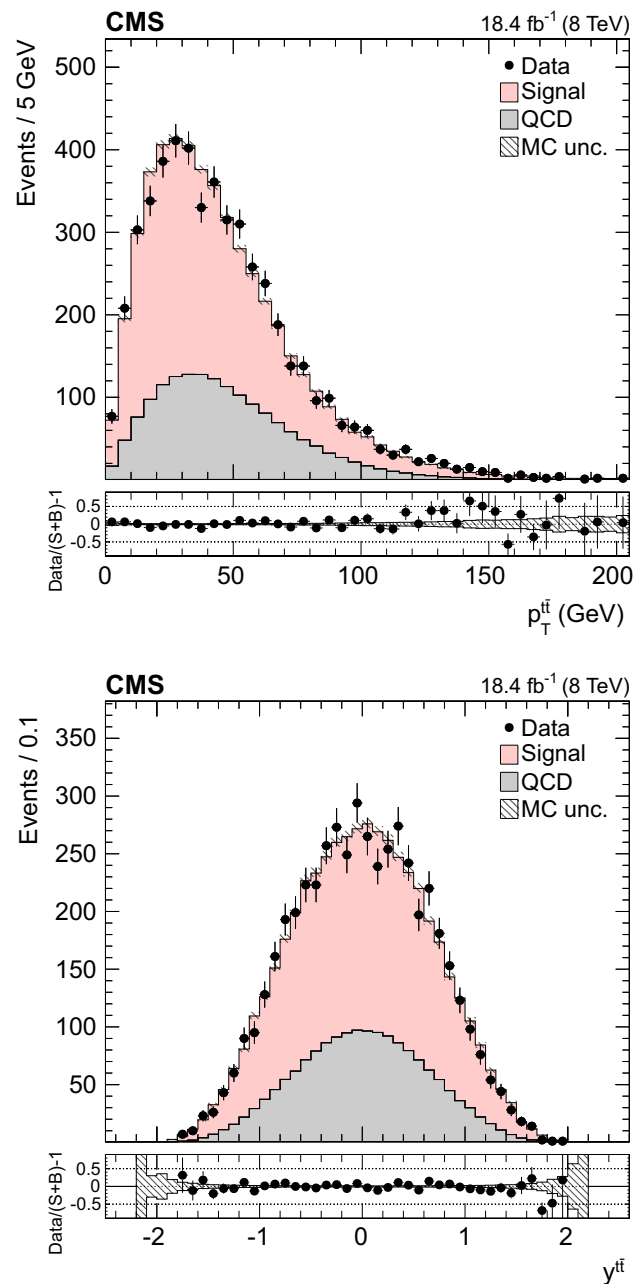 CMS 18.4 fb⁻¹ (8 TeV)
Events / 5 GeV
500
400
300
200
100
Data
Signal
QCD
MC unc.
Data/(S+B)-1
0.5
0
-0.5
0 50 100 150 200
p_T^{tt̄} (GeV)
CMS 18.4 fb⁻¹ (8 TeV)
Events / 0.1
350
300
250
200
150
100
50
Data
Signal
QCD
MC unc.
Data/(S+B)-1
0.5
0
-0.5
-2 -1 0 1 2
y^{tt̄}